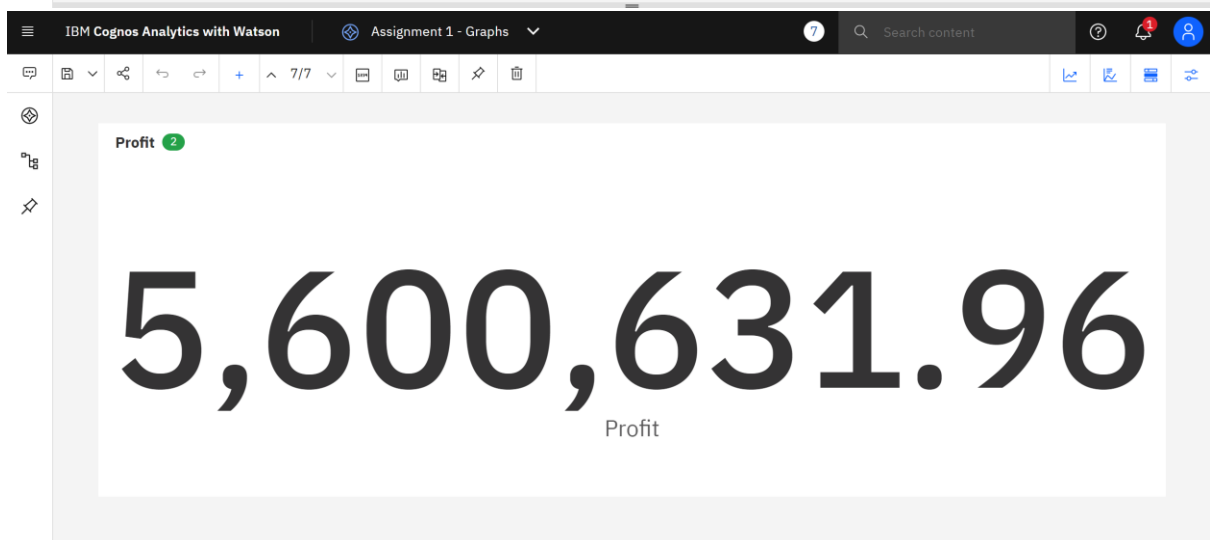 IBM Cognos Analytics with Watson
Assignment 1 - Graphs
7
Search content
1
7/7
Profit 2
5,600,631.96
Profit